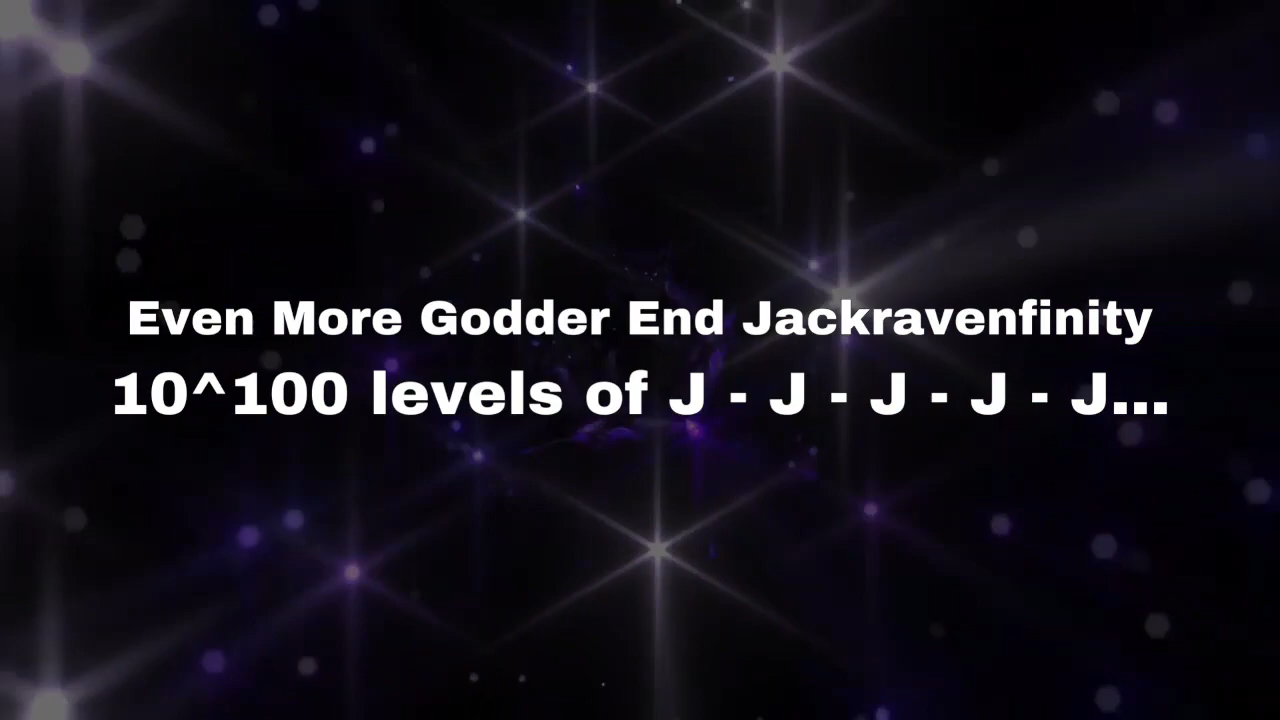 Even More Godder End Jackravenfinity
10^100 levels of J - J - J - J - J...